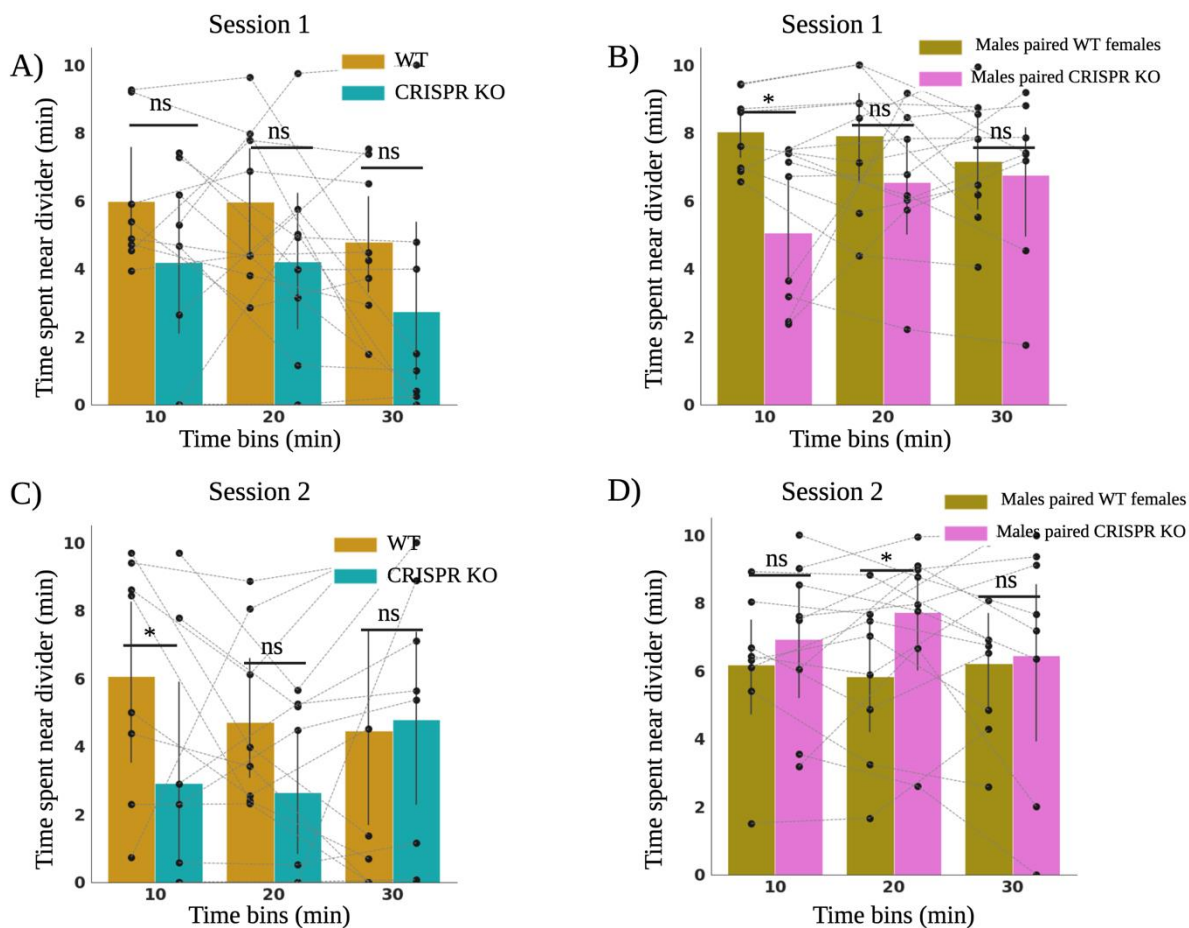 A)
Session 1
WT
CRISPR KO
Time spent near divider (min)
10
8
6
4
2
0
ns
ns
ns
10
20
30
Time bins (min)
B)
Session 1
Males paired WT females
Males paired CRISPR KO
Time spent near divider (min)
10
8
6
4
2
0
*
ns
ns
10
20
30
Time bins (min)
C)
Session 2
WT
CRISPR KO
Time spent near divider (min)
10
8
6
4
2
0
*
ns
ns
10
20
30
Time bins (min)
D)
Session 2
Males paired WT females
Males paired CRISPR KO
Time spent near divider (min)
10
8
6
4
2
0
ns
*
ns
10
20
30
Time bins (min)